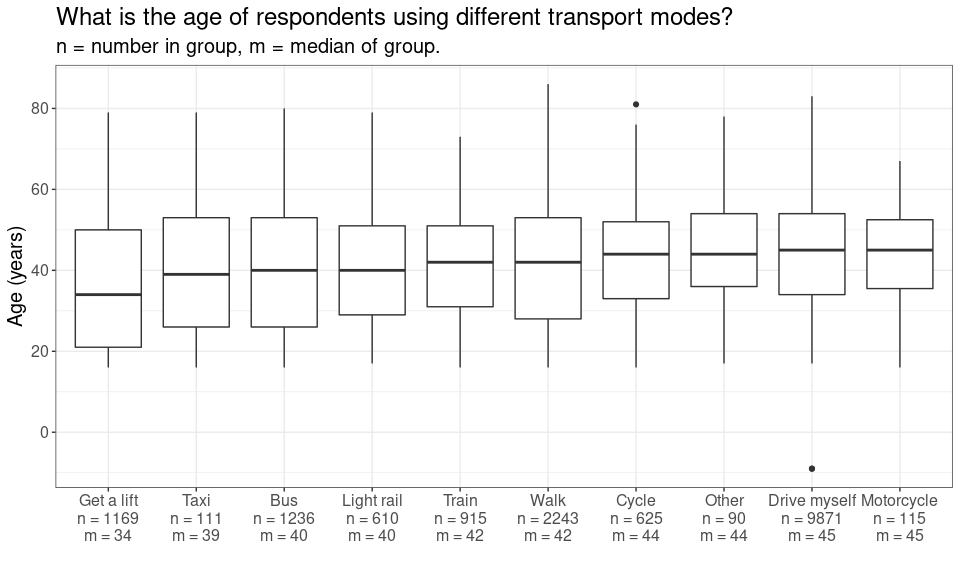 What is the age of respondents using different transport modes?
n = number in group, m = median of group.
Age (years)
80
60
40
20
0
Get a lift Taxi Bus Light rail Train Walk Cycle Other Drive myself Motorcycle
n = 1169 n = 111 n = 1236 n = 610 n = 915 n = 2243 n = 625 n = 90 n = 9871 n = 115
m = 34 m = 39 m = 40 m = 40 m = 42 m = 42 m = 44 m = 44 m = 45 m = 45